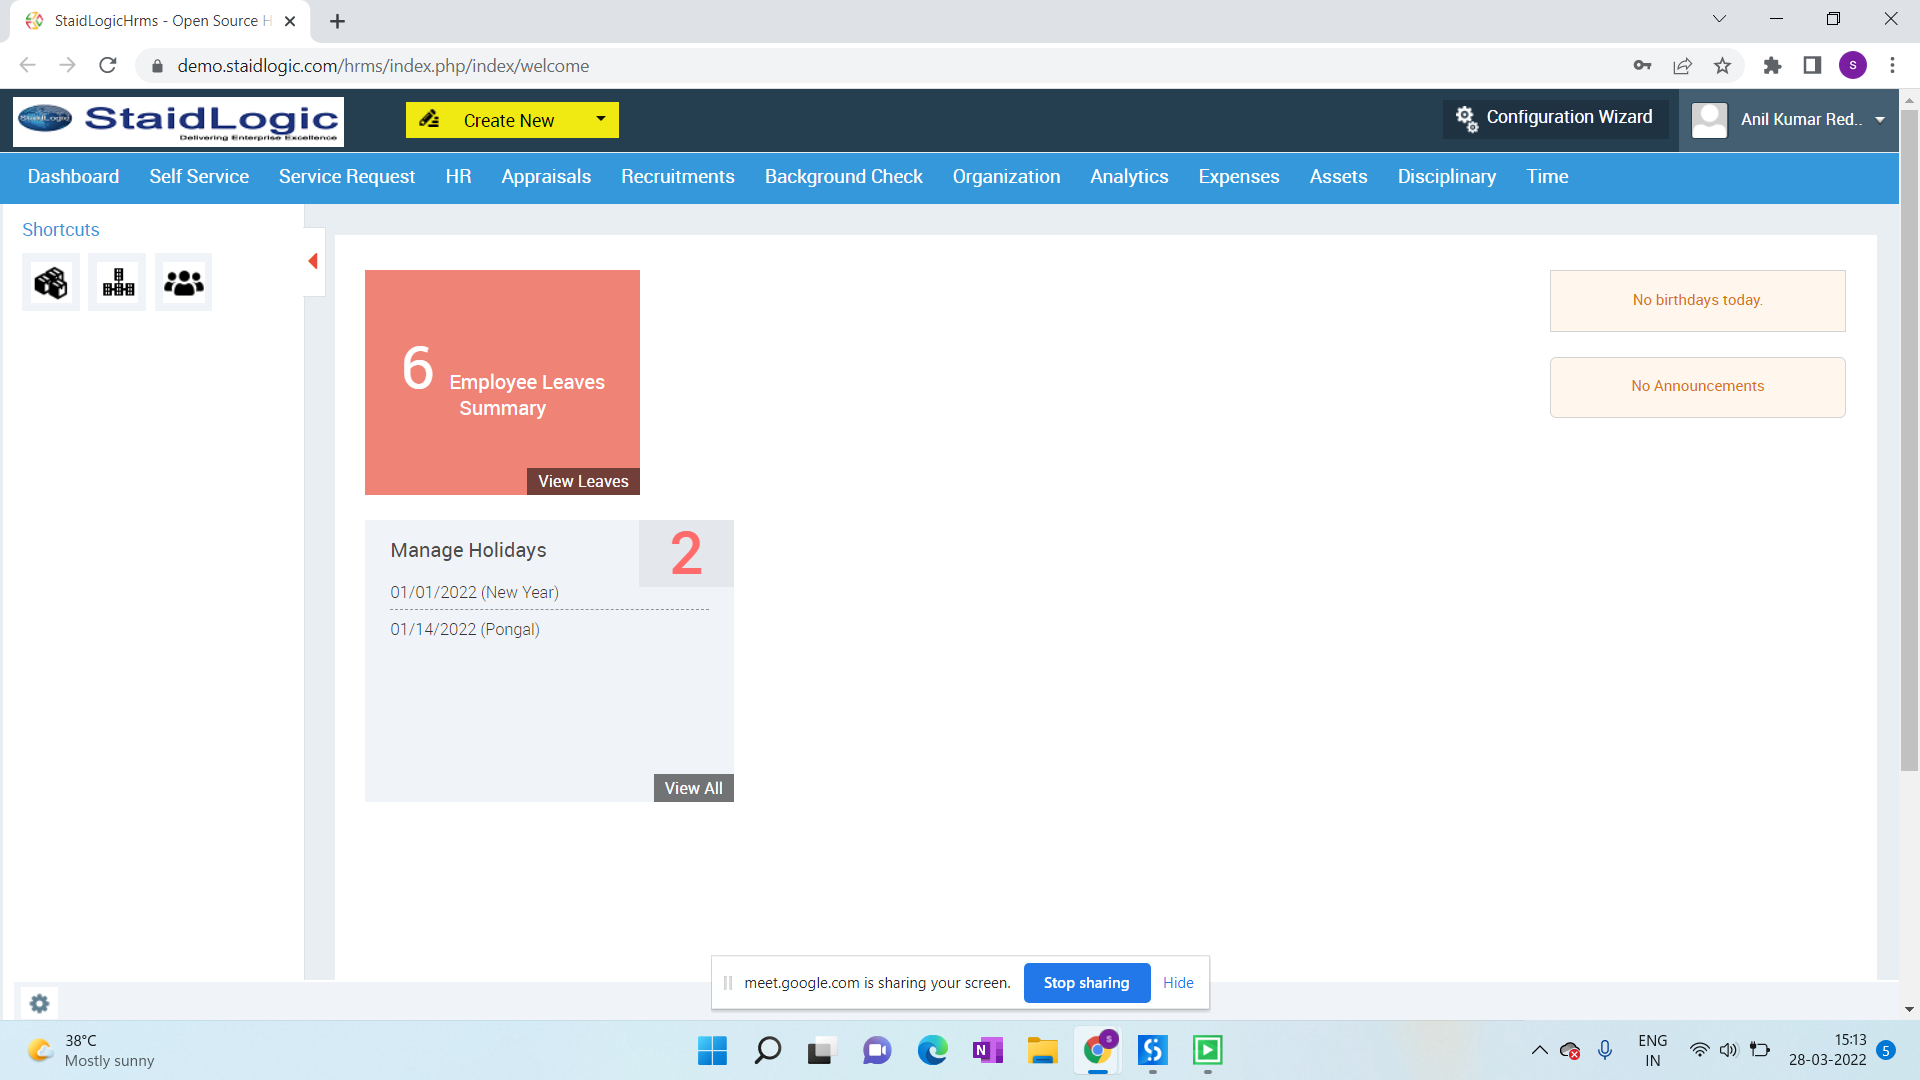 StaidLogicHrms - Open Source H
demo.staidlogic.com/hrms/index.php/index/welcome
S
StaidLogic
StaidLogic
Delivering Enterprise Excellence
Create New
Configuration Wizard
Anil Kumar Red..
Dashboard Self Service Service Request HR Appraisals Recruitments Background Check Organization Analytics Expenses Assets Disciplinary Time
Shortcuts
6 Employee Leaves
Summary
View Leaves
No birthdays today.
No Announcements
Manage Holidays
2
01/01/2022 (New Year)
01/14/2022 (Pongal)
View All
meet.google.com is sharing your screen. Stop sharing Hide
38°C
Mostly sunny
N
S
ENG
IN
15:13
28-03-2022
5